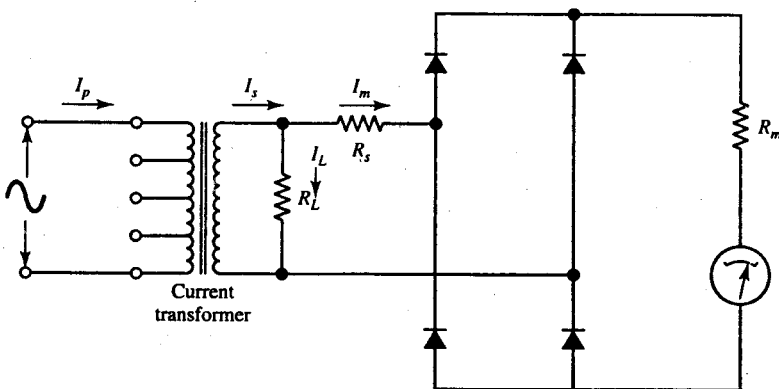 I_p
I_s
I_m
R_s
I_L
R_L
R_m
Current
transformer